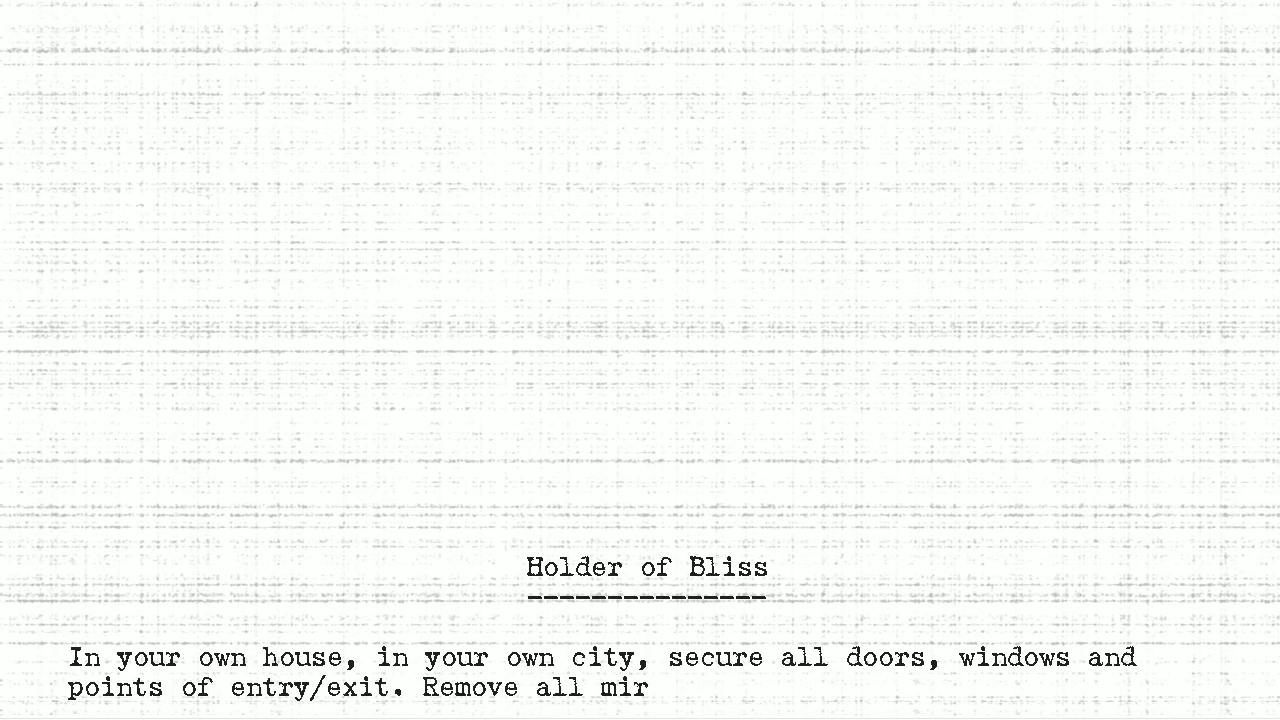 Holder of Bliss
---------------
In your own house, in your own city, secure all doors, windows and
points of entry/exit. Remove all mir